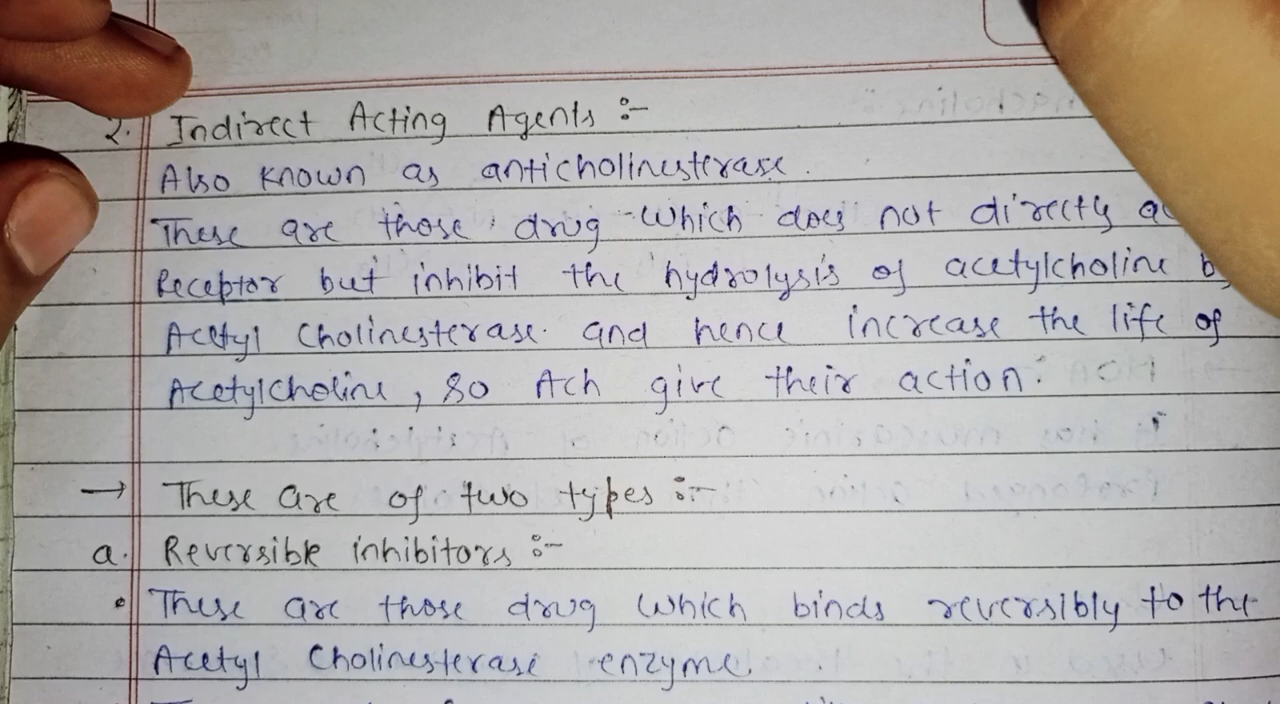 2. Indirect Acting Agents :-
Also known as anticholinesterase.
These are those drug which does not directly
Receptor but inhibit the hydrolysis of acetylcholine
Acetyl cholinesterase and hence increase the life of
Acetylcholine, so Ach give their action.
→ These are of two types :-
a. Reversible inhibitors :-
• These are those drug which binds reversibly to the
Acetyl Cholinesterase enzyme.